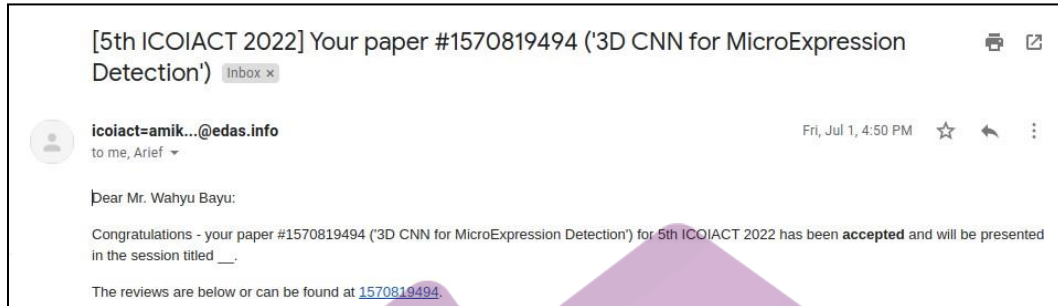 [5th ICOIACT 2022] Your paper #1570819494 ('3D CNN for MicroExpression
Detection') Inbox ×
icoiact=amik...@edas.info
Fri, Jul 1, 4:50 PM
to me, Arief
Dear Mr. Wahyu Bayu:
Congratulations - your paper #1570819494 ('3D CNN for MicroExpression Detection') for 5th ICOIACT 2022 has been accepted and will be presented
in the session titled __.
The reviews are below or can be found at 1570819494.